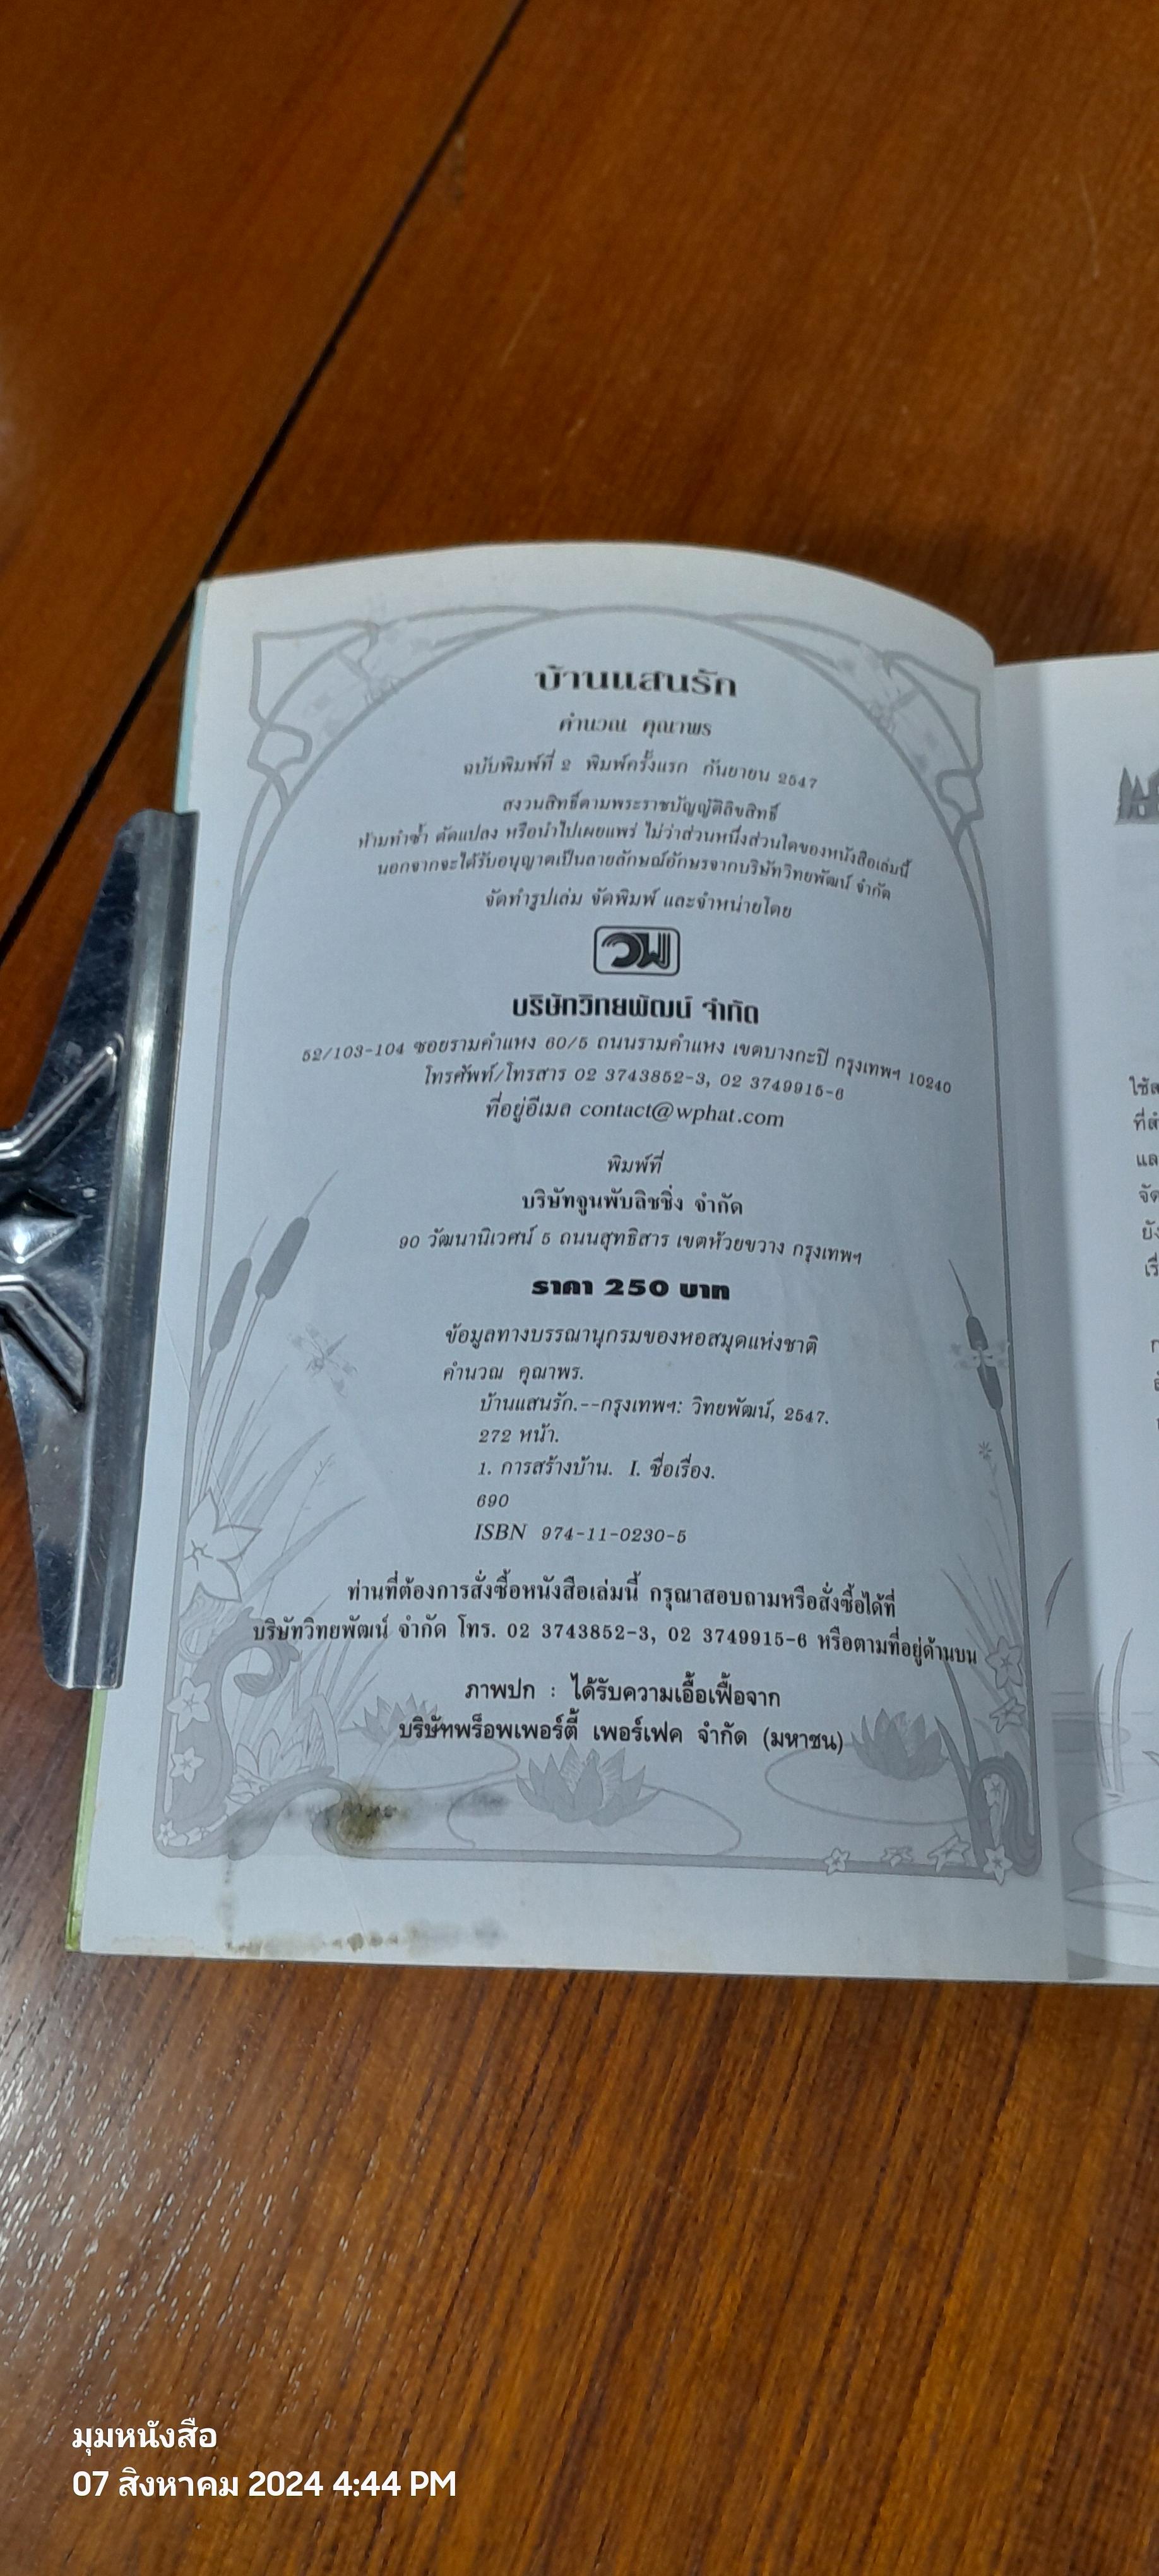 บ้านแสนรัก
คำนวณ คุณาพร
ฉบับพิมพ์ที่ 2 พิมพ์ครั้งแรก กันยายน 2547
สงวนสิทธิ์ตามพระราชบัญญัติลิขสิทธิ์
ห้ามทำซ้ำ ดัดแปลง หรือนำไปเผยแพร่ ไม่ว่าส่วนหนึ่งส่วนใดของหนังสือเล่มนี้
นอกจากจะได้รับอนุญาตเป็นลายลักษณ์อักษรจากบริษัทวิทยพัฒน์ จำกัด
จัดทำรูปเล่ม จัดพิมพ์ และจำหน่ายโดย
วพ
บริษัทวิทยพัฒน์ จำกัด
52/103-104 ซอยรามคำแหง 60/5 ถนนรามคำแหง เขตบางกะปิ กรุงเทพฯ 10240
โทรศัพท์/โทรสาร 02 3743852-3, 02 3749915-6
ที่อยู่อีเมล contact@wphat.com
พิมพ์ที่
บริษัทจูนพับลิชชิ่ง จำกัด
90 วัฒนานิเวศน์ 5 ถนนสุทธิสาร เขตห้วยขวาง กรุงเทพฯ
ราคา 250 บาท
ข้อมูลทางบรรณานุกรมของหอสมุดแห่งชาติ
คำนวณ คุณาพร.
บ้านแสนรัก.--กรุงเทพฯ: วิทยพัฒน์, 2547.
272 หน้า.
1. การสร้างบ้าน. I. ชื่อเรื่อง.
690
ISBN 974-11-0230-5
ท่านที่ต้องการสั่งซื้อหนังสือเล่มนี้ กรุณาสอบถามหรือสั่งซื้อได้ที่
บริษัทวิทยพัฒน์ จำกัด โทร. 02 3743852-3, 02 3749915-6 หรือตามที่อยู่ด้านบน
ภาพปก : ได้รับความเอื้อเฟื้อจาก
บริษัทพร็อพเพอร์ตี้ เพอร์เฟค จำกัด (มหาชน)
มุมหนังสือ
07 สิงหาคม 2024 4:44 PM